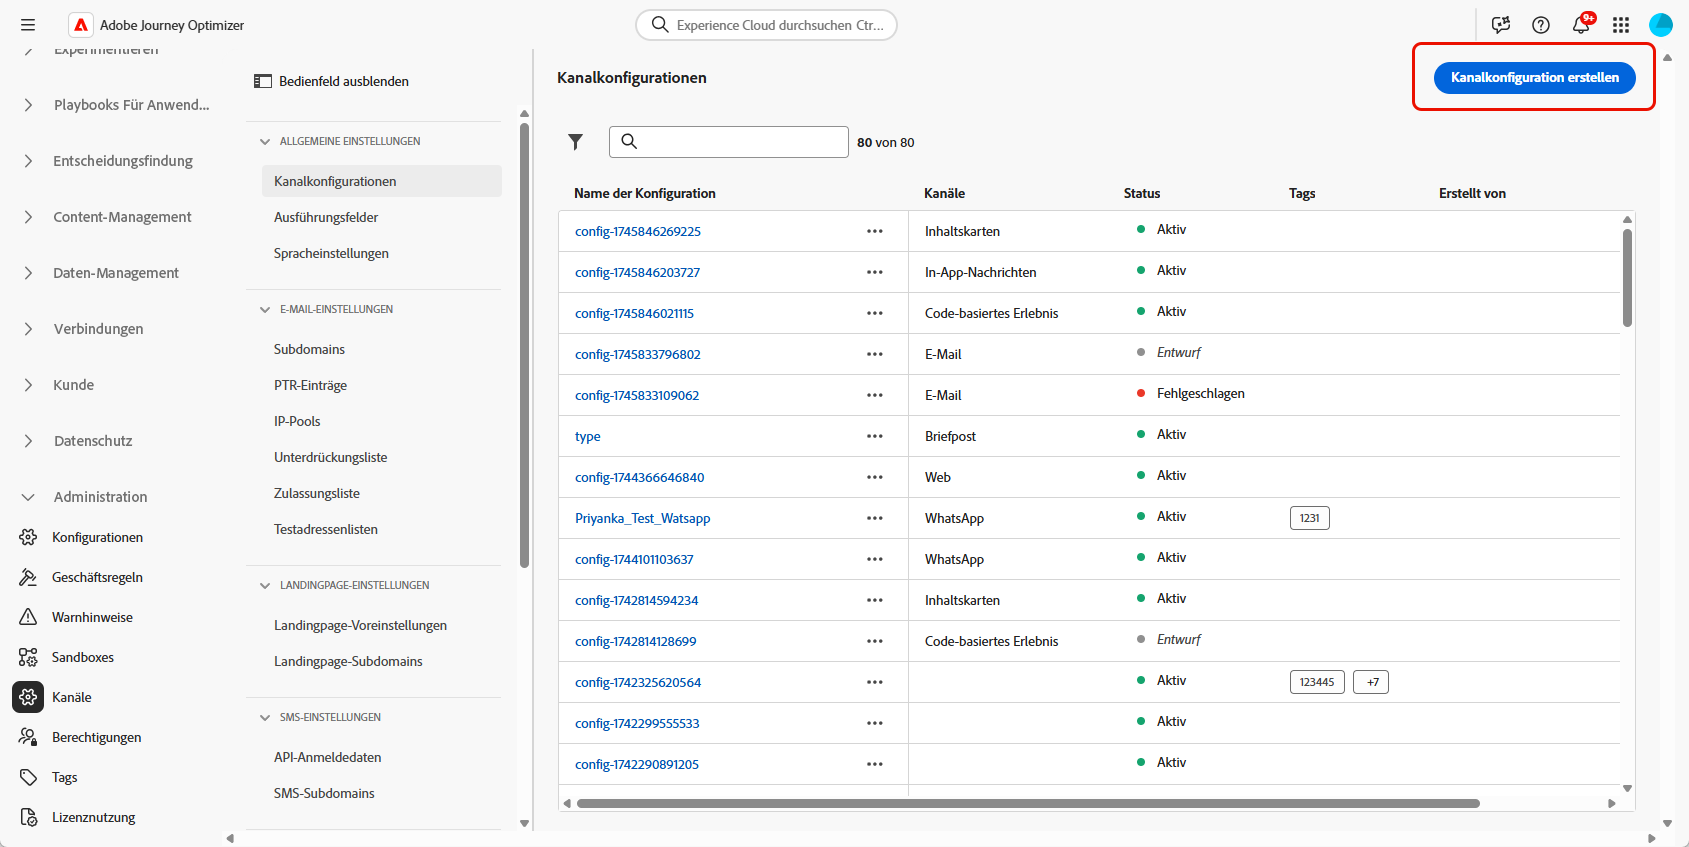 Adobe Journey Optimizer
Experience Cloud durchsuchen Ctr...
9+
Experimentieren
Playbooks Für Anwend...
Entscheidungsfindung
Content-Management
Daten-Management
Verbindungen
Kunde
Datenschutz
Administration
Konfigurationen
Geschäftsregeln
Warnhinweise
Sandboxes
Kanäle
Berechtigungen
Tags
Lizenznutzung
Bedienfeld ausblenden
ALLGEMEINE EINSTELLUNGEN
Kanalkonfigurationen
Ausführungsfelder
Spracheinstellungen
E-MAIL-EINSTELLUNGEN
Subdomains
PTR-Einträge
IP-Pools
Unterdrückungsliste
Zulassungsliste
Testadressenlisten
LANDINGPAGE-EINSTELLUNGEN
Landingpage-Voreinstellungen
Landingpage-Subdomains
SMS-EINSTELLUNGEN
API-Anmeldedaten
SMS-Subdomains
Kanalkonfigurationen
Kanalkonfiguration erstellen
80 von 80
Name der Konfiguration Kanäle Status Tags Erstellt von
config-1745846269225 ••• Inhaltskarten Aktiv
config-1745846203727 ••• In-App-Nachrichten Aktiv
config-1745846021115 ••• Code-basiertes Erlebnis Aktiv
config-1745833796802 ••• E-Mail Entwurf
config-1745833109062 ••• E-Mail Fehlgeschlagen
type ••• Briefpost Aktiv
config-1744366646840 ••• Web Aktiv
Priyanka_Test_Watsapp ••• WhatsApp Aktiv 1231
config-1744101103637 ••• WhatsApp Aktiv
config-1742814594234 ••• Inhaltskarten Aktiv
config-1742814128699 ••• Code-basiertes Erlebnis Entwurf
config-1742325620564 ••• Aktiv 123445 +7
config-1742299555533 ••• Aktiv
config-1742290891205 ••• Aktiv